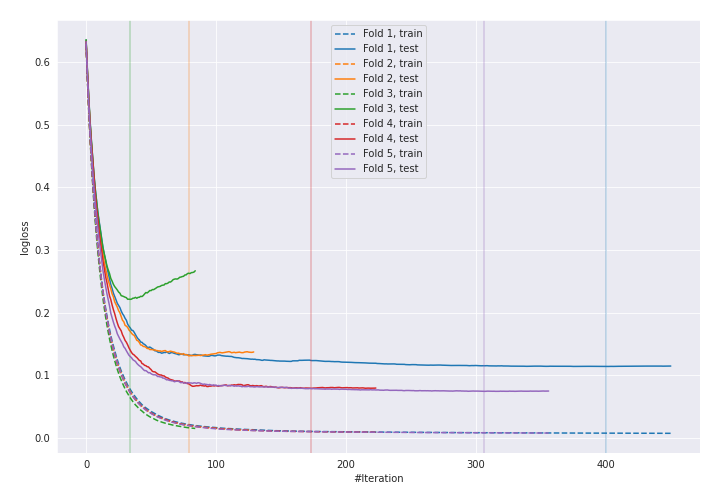 Fold 1, train
Fold 1, test
Fold 2, train
Fold 2, test
Fold 3, train
Fold 3, test
Fold 4, train
Fold 4, test
Fold 5, train
Fold 5, test
0.6
0.5
0.4
0.3
0.2
0.1
0.0
logloss
0 100 200 300 400
#Iteration